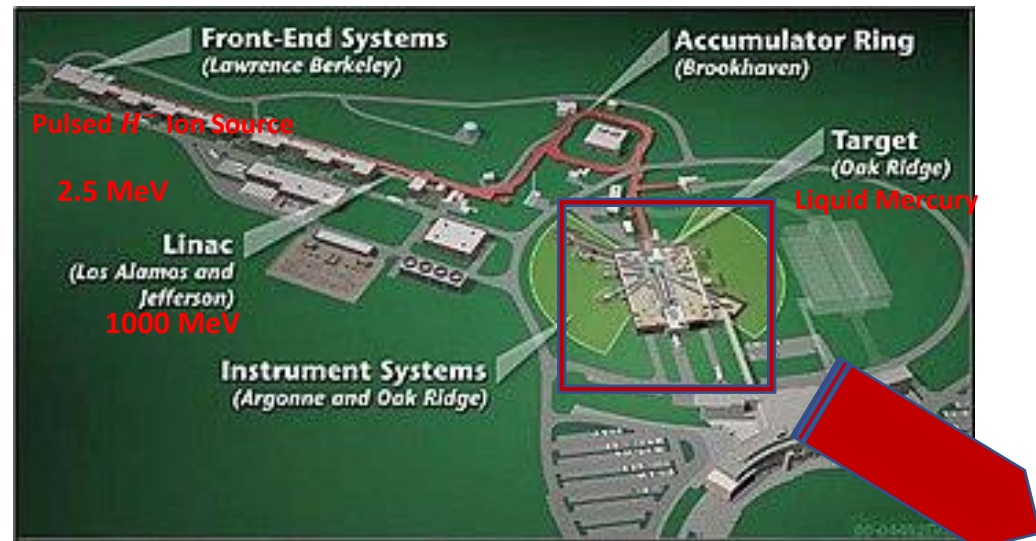 Front-End Systems
(Lawrence Berkeley)
Accumulator Ring
(Brookhaven)
Pulsed H⁻ Ion Source
Target
(Oak Ridge)
2.5 MeV
Liquid Mercury
Linac
(Los Alamos and
Jefferson)
1000 MeV
Instrument Systems
(Argonne and Oak Ridge)